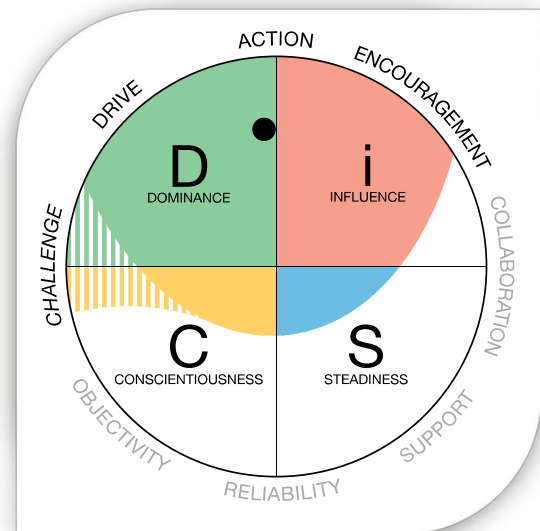 ACTION
DRIVE
ENCOURAGEMENT
D
DOMINANCE
i
INFLUENCE
CHALLENGE
COLLABORATION
C
CONSCIENTIOUSNESS
S
STEADINESS
OBJECTIVITY
SUPPORT
RELIABILITY